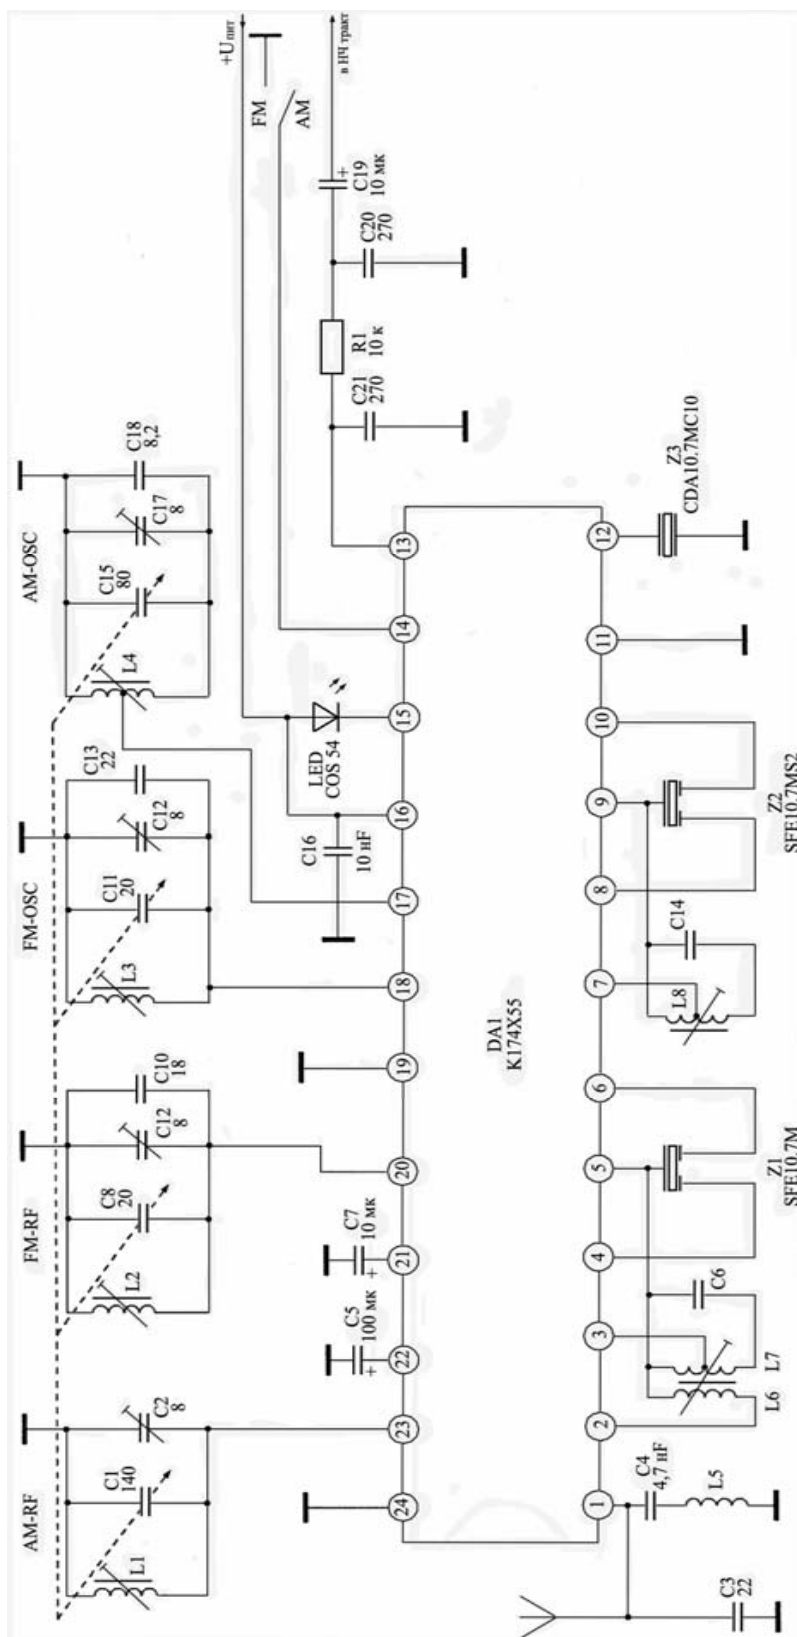 AM-RF
L1
C1
140
C2
8
FM-RF
L2
C8
20
C12
8
C10
18
FM-OSC
L3
C11
20
C12
8
C13
22
AM-OSC
L4
C15
80
C17
8
C18
8,2
+Uпит
FM
AM
в НЧ тракт
C19
10 мк
+
C20
270
R1
10 к
C21
270
LED
COS 54
C16
10 нF
C7
10 мк
+
C5
100 мк
+
24
23
22
21
20
19
18
17
16
15
14
13
DA1
K174X55
1
2
3
4
5
6
7
8
9
10
11
12
C3
22
C4
4,7 нF
L5
L6
L7
C6
Z1
SFE10.7M
L8
C14
Z2
SFE10.7MS2
Z3
CDA10.7MC10